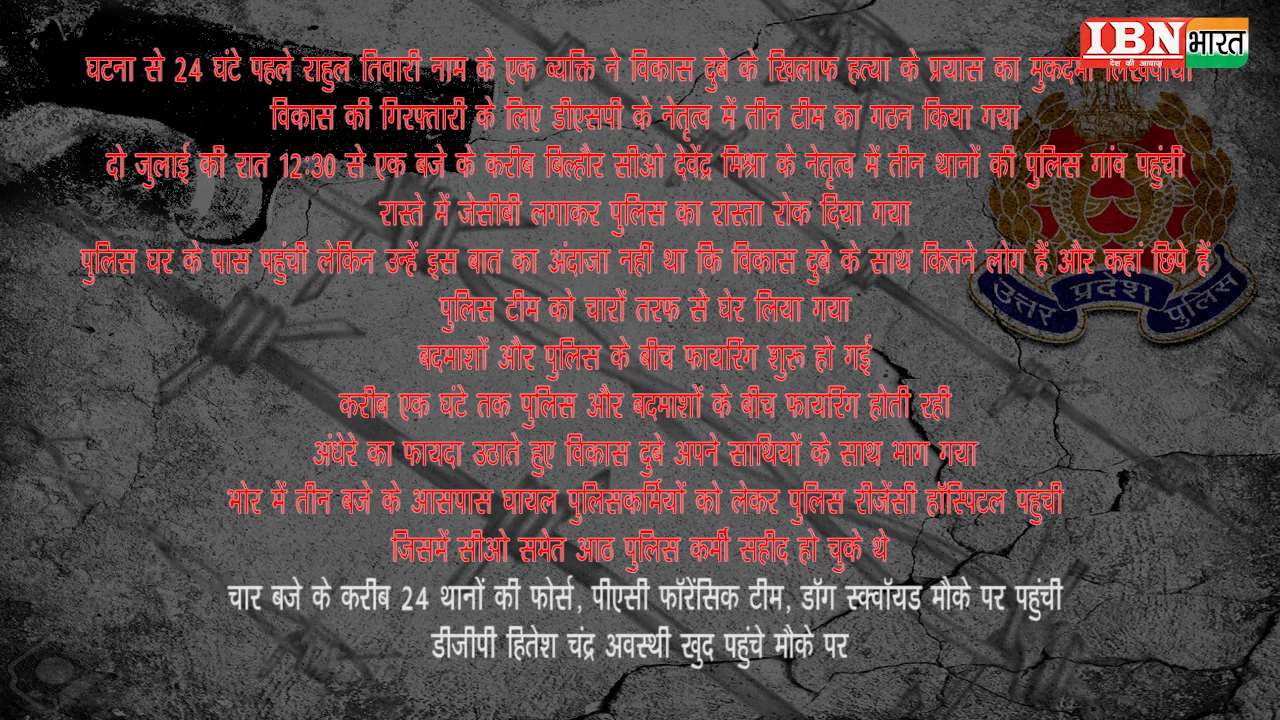 IBN भारत
देश की आवाज़
घटना से 24 घंटे पहले राहुल तिवारी नाम के एक व्यक्ति ने विकास दुबे के खिलाफ हत्या के प्रयास का मुकदमा लिखवाया
विकास की गिरफ्तारी के लिए डीएसपी के नेतृत्व में तीन टीम का गठन किया गया
दो जुलाई की रात 12:30 से एक बजे के करीब बिल्हौर सीओ देवेंद्र मिश्रा के नेतृत्व में तीन थानों की पुलिस गांव पहुंची
रास्ते में जेसीबी लगाकर पुलिस का रास्ता रोक दिया गया
पुलिस घर के पास पहुंची लेकिन उन्हें इस बात का अंदाजा नहीं था कि विकास दुबे के साथ कितने लोग हैं और कहां छिपे हैं
उत्तर प्रदेश पुलिस
पुलिस टीम को चारों तरफ से घेर लिया गया
बदमाशों और पुलिस के बीच फायरिंग शुरू हो गई
करीब एक घंटे तक पुलिस और बदमाशों के बीच फायरिंग होती रही
अंधेरे का फायदा उठाते हुए विकास दुबे अपने साथियों के साथ भाग गया
भोर में तीन बजे के आसपास घायल पुलिसकर्मियों को लेकर पुलिस रीजेंसी हॉस्पिटल पहुंची
जिसमें सीओ समेत आठ पुलिस कर्मी सहीद हो चुके थे
चार बजे के करीब 24 थानों की फोर्स, पीएसी फॉरेंसिक टीम, डॉग स्क्वॉयड मौके पर पहुंची
डीजीपी हितेश चंद्र अवस्थी खुद पहुंचे मौके पर